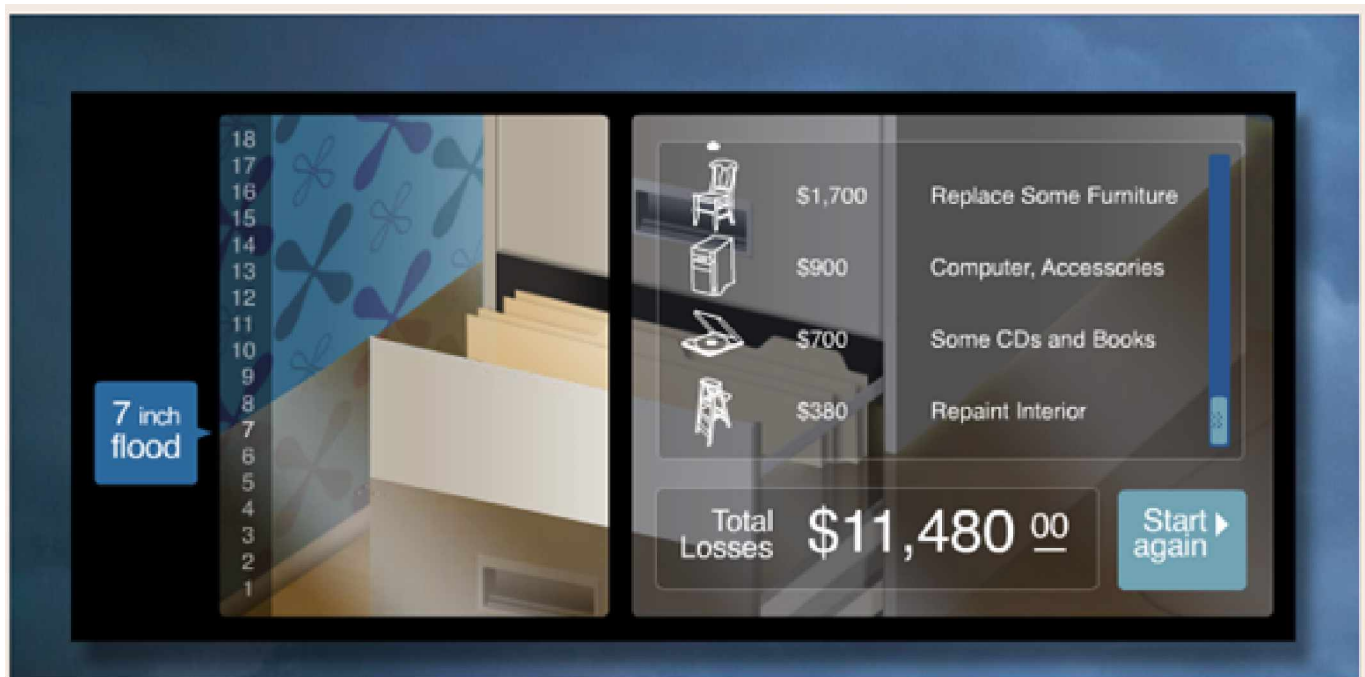 18
17
16
15
14
13
12
11
10
9
8
7
6
5
4
3
2
1
7 inch
flood
$1,700 Replace Some Furniture
$900 Computer, Accessories
$700 Some CDs and Books
$380 Repaint Interior
Total
Losses
$11,480 00
Start
again